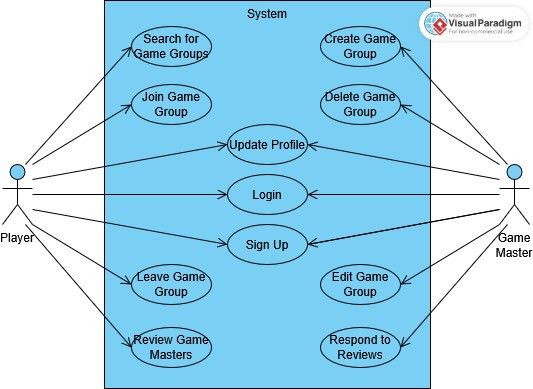 System
Made with
Visual Paradigm
For non-commercial use
Search for
Game Groups
Create Game
Group
Join Game
Group
Delete Game
Group
Update Profile
Login
Player
Game
Master
Sign Up
Leave Game
Group
Edit Game
Group
Review Game
Masters
Respond to
Reviews